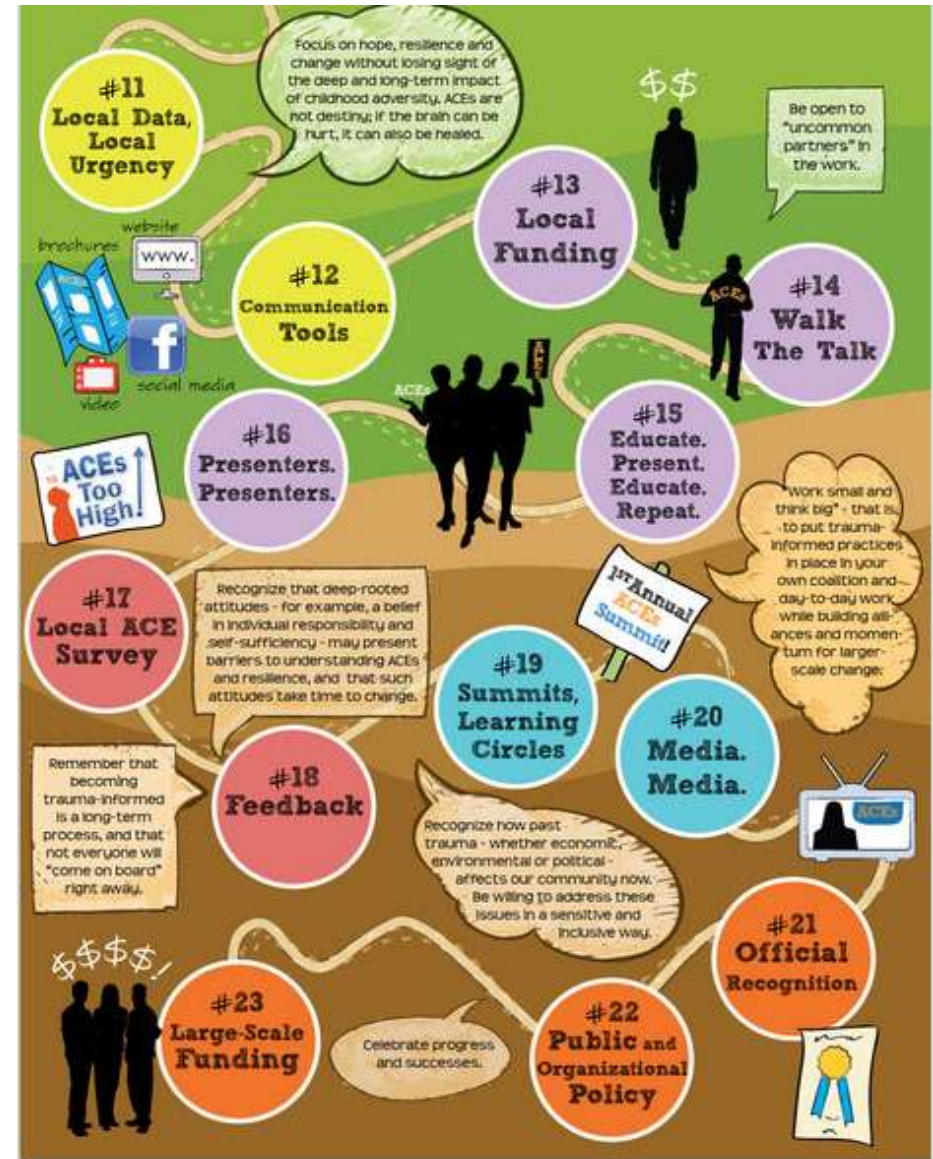 #11
Local Data,
Local
Urgency
Focus on hope, resilience and
change without losing sight of
the deep and long-term impact
of childhood adversity. ACEs are
not destiny; if the brain can be
hurt, it can also be healed.
$$
Be open to
"uncommon
partners" in
the work.
#13
Local
Funding
website
brochures
www.
ACEs
f
social media
video
#12
Communication
Tools
ACEs
#14
Walk
The Talk
ACEs
ACEs
#15
Educate.
Present.
Educate.
Repeat.
#16
Presenters.
Presenters.
ACEs
Too
High!
"Work small and
think big" - that is,
to put trauma-
informed practices
in place in your
own coalition and
day-to-day work
while building alli-
ances and momen-
tum for larger-
scale change.
#17
Local ACE
Survey
Recognize that deep-rooted
attitudes - for example, a belief
in individual responsibility and
self-sufficiency - may present
barriers to understanding ACEs
and resilience, and that such
attitudes take time to change.
1ST Annual
ACEs
Summit!
#19
Summits,
Learning
Circles
#20
Media.
Media.
#18
Feedback
Remember that
becoming
trauma-informed
is a long-term
process, and that
not everyone will
"come on board"
right away.
ACEs
Recognize how past
trauma - whether economic,
environmental or political -
affects our community now.
Be willing to address these
issues in a sensitive and
inclusive way.
#21
Official
Recognition
$$$$!
#23
Large-Scale
Funding
Celebrate progress
and successes.
#22
Public and
Organizational
Policy